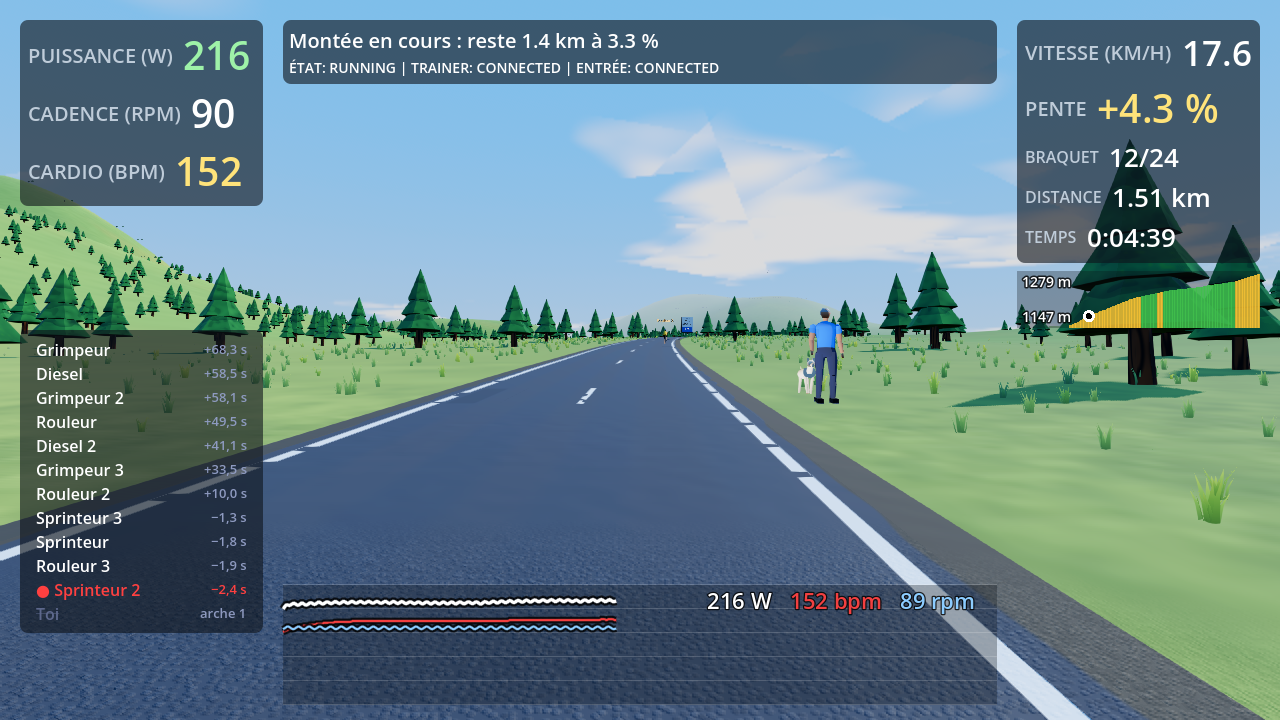 PUISSANCE (W) 216
CADENCE (RPM) 90
CARDIO (BPM) 152
Montée en cours : reste 1.4 km à 3.3 %
ÉTAT: RUNNING | TRAINER: CONNECTED | ENTRÉE: CONNECTED
VITESSE (KM/H) 17.6
PENTE +4.3 %
BRAQUET 12/24
DISTANCE 1.51 km
TEMPS 0:04:39
1279 m
1147 m
Grimpeur +68,3 s
Diesel +58,5 s
Grimpeur 2 +58,1 s
Rouleur +49,5 s
Diesel 2 +41,1 s
Grimpeur 3 +33,5 s
Rouleur 2 +10,0 s
Sprinteur 3 −1,3 s
Sprinteur −1,8 s
Rouleur 3 −1,9 s
Sprinteur 2 −2,4 s
Toi arche 1
216 W 152 bpm 89 rpm